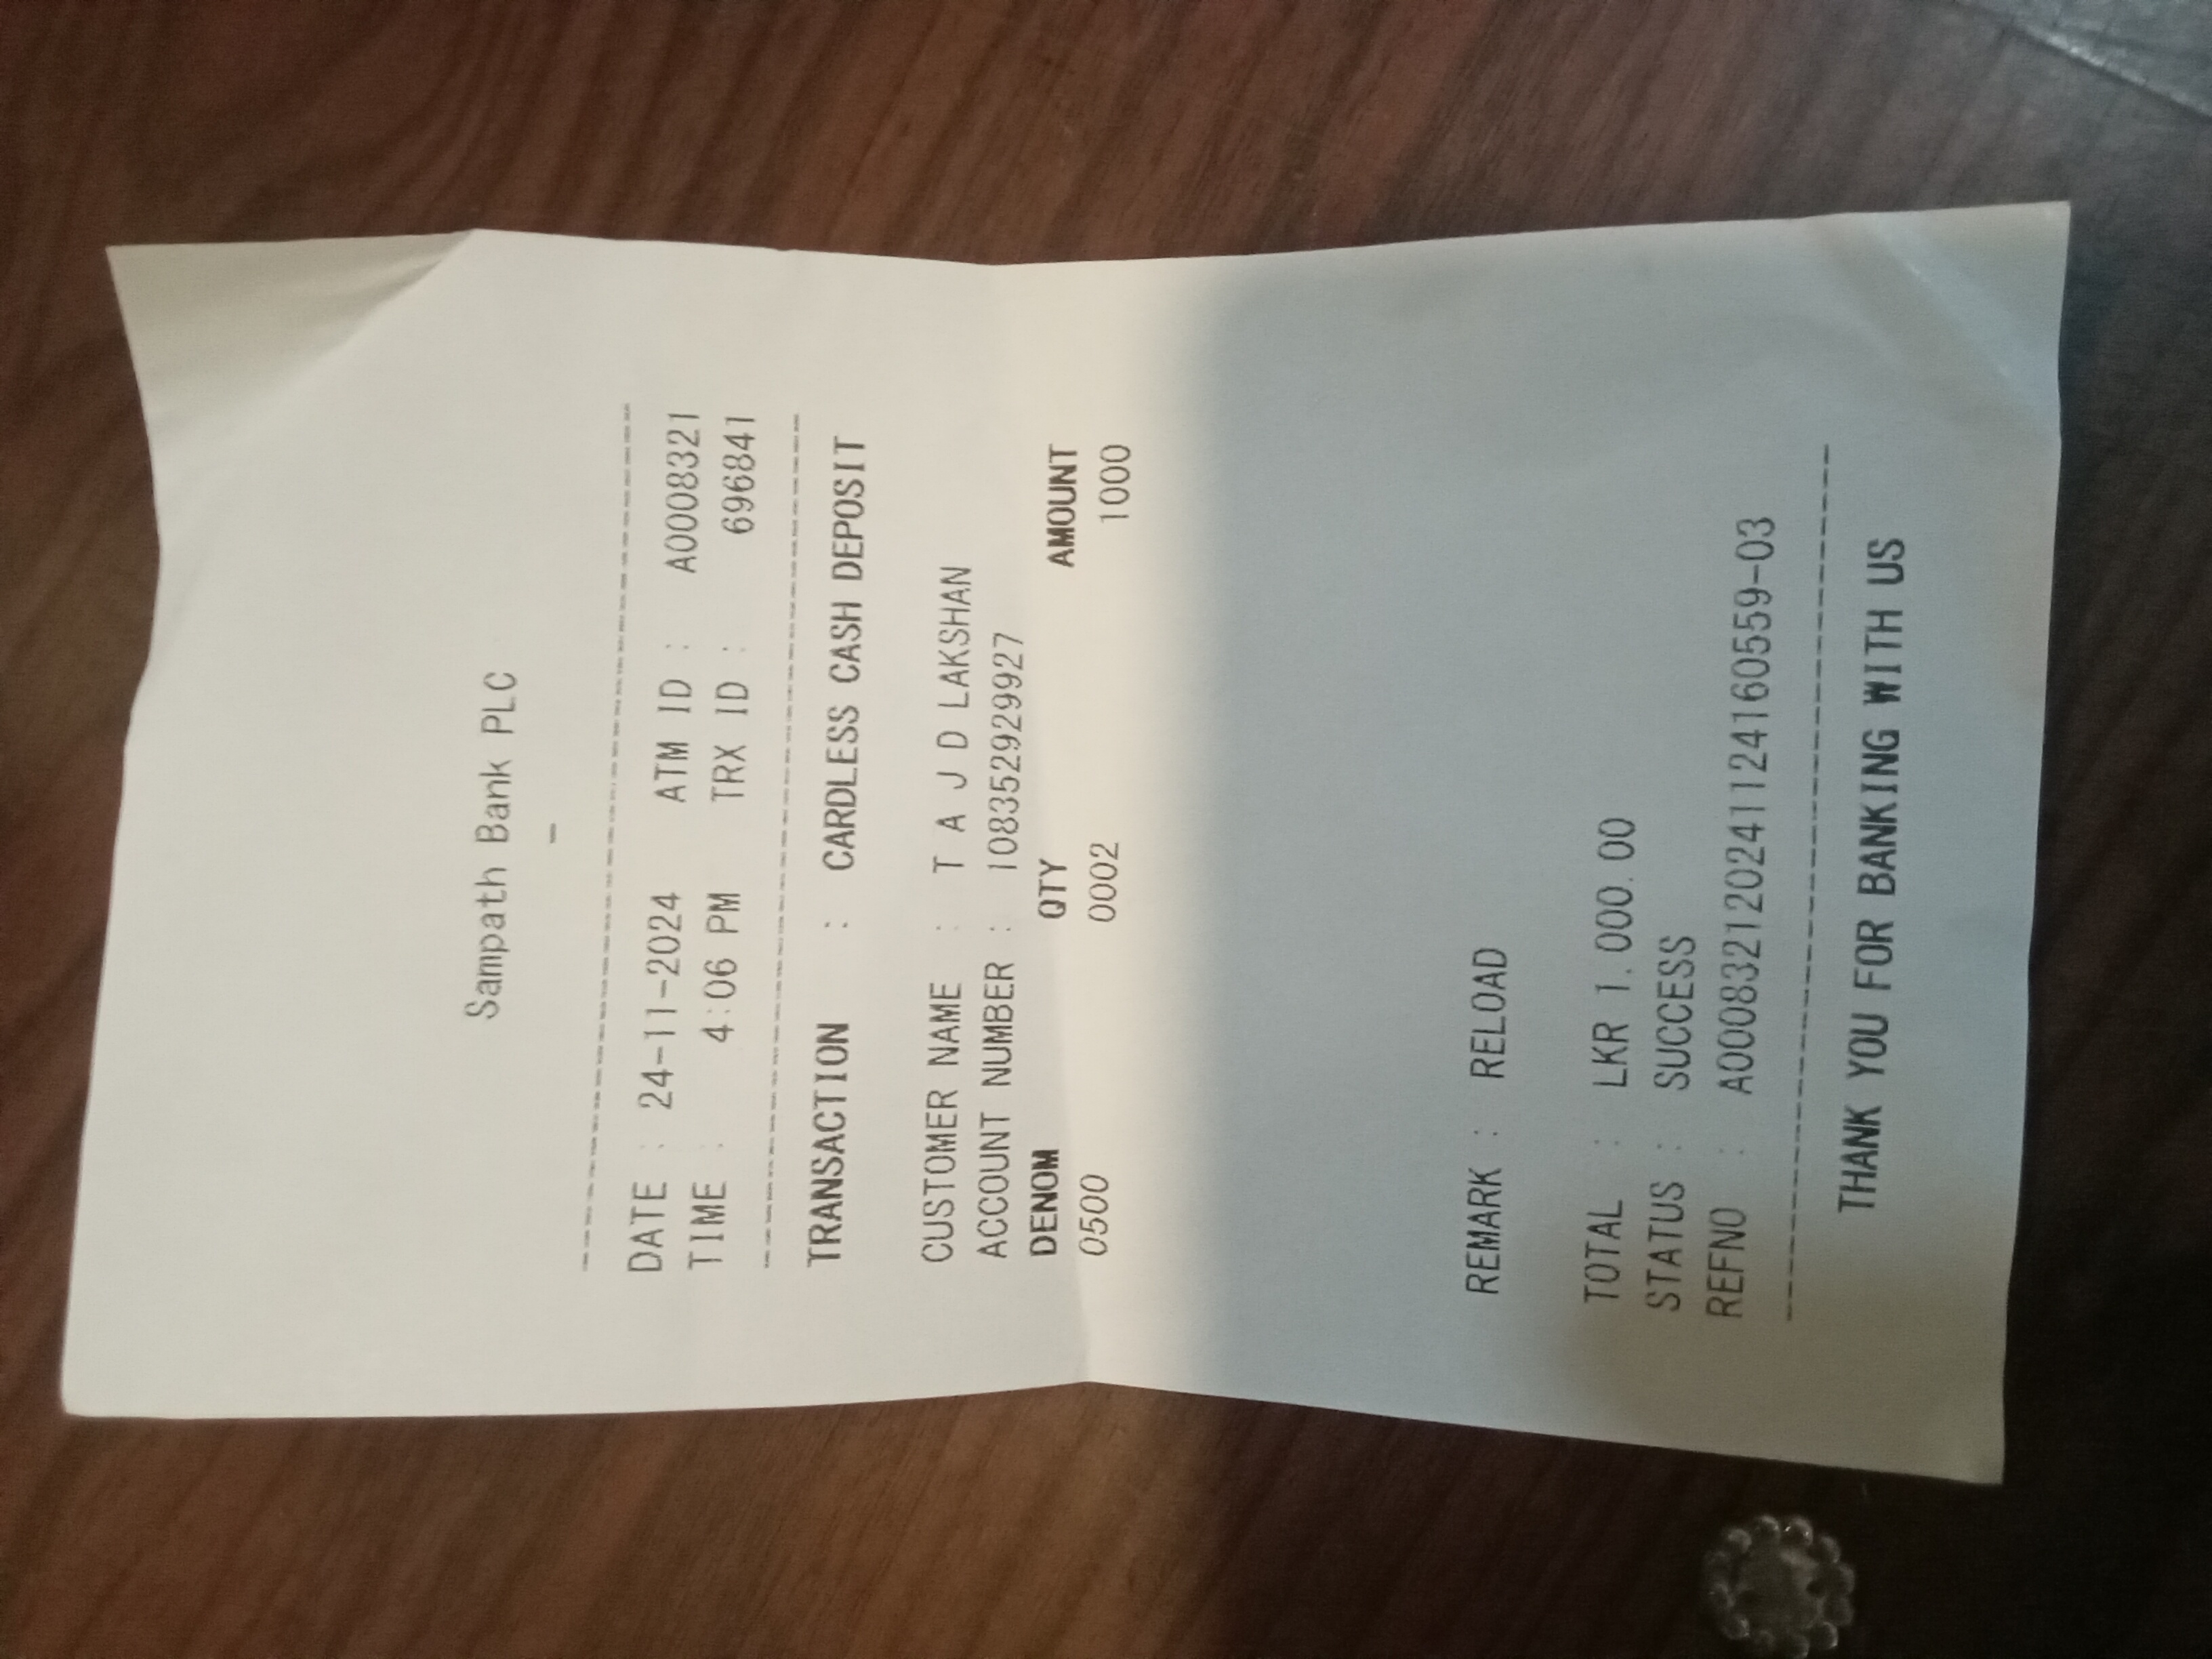 Sampath Bank PLC
-
DATE : 24-11-2024 ATM ID : A0008321
TIME : 4:06 PM TRX ID : 696841
TRANSACTION : CARDLESS CASH DEPOSIT
CUSTOMER NAME : T A J D LAKSHAN
ACCOUNT NUMBER : 108352929927
DENOM QTY AMOUNT
0500 0002 1000
REMARK : RELOAD
TOTAL : LKR 1,000.00
STATUS : SUCCESS
REFNO : A000832120241124160559-03
THANK YOU FOR BANKING WITH US